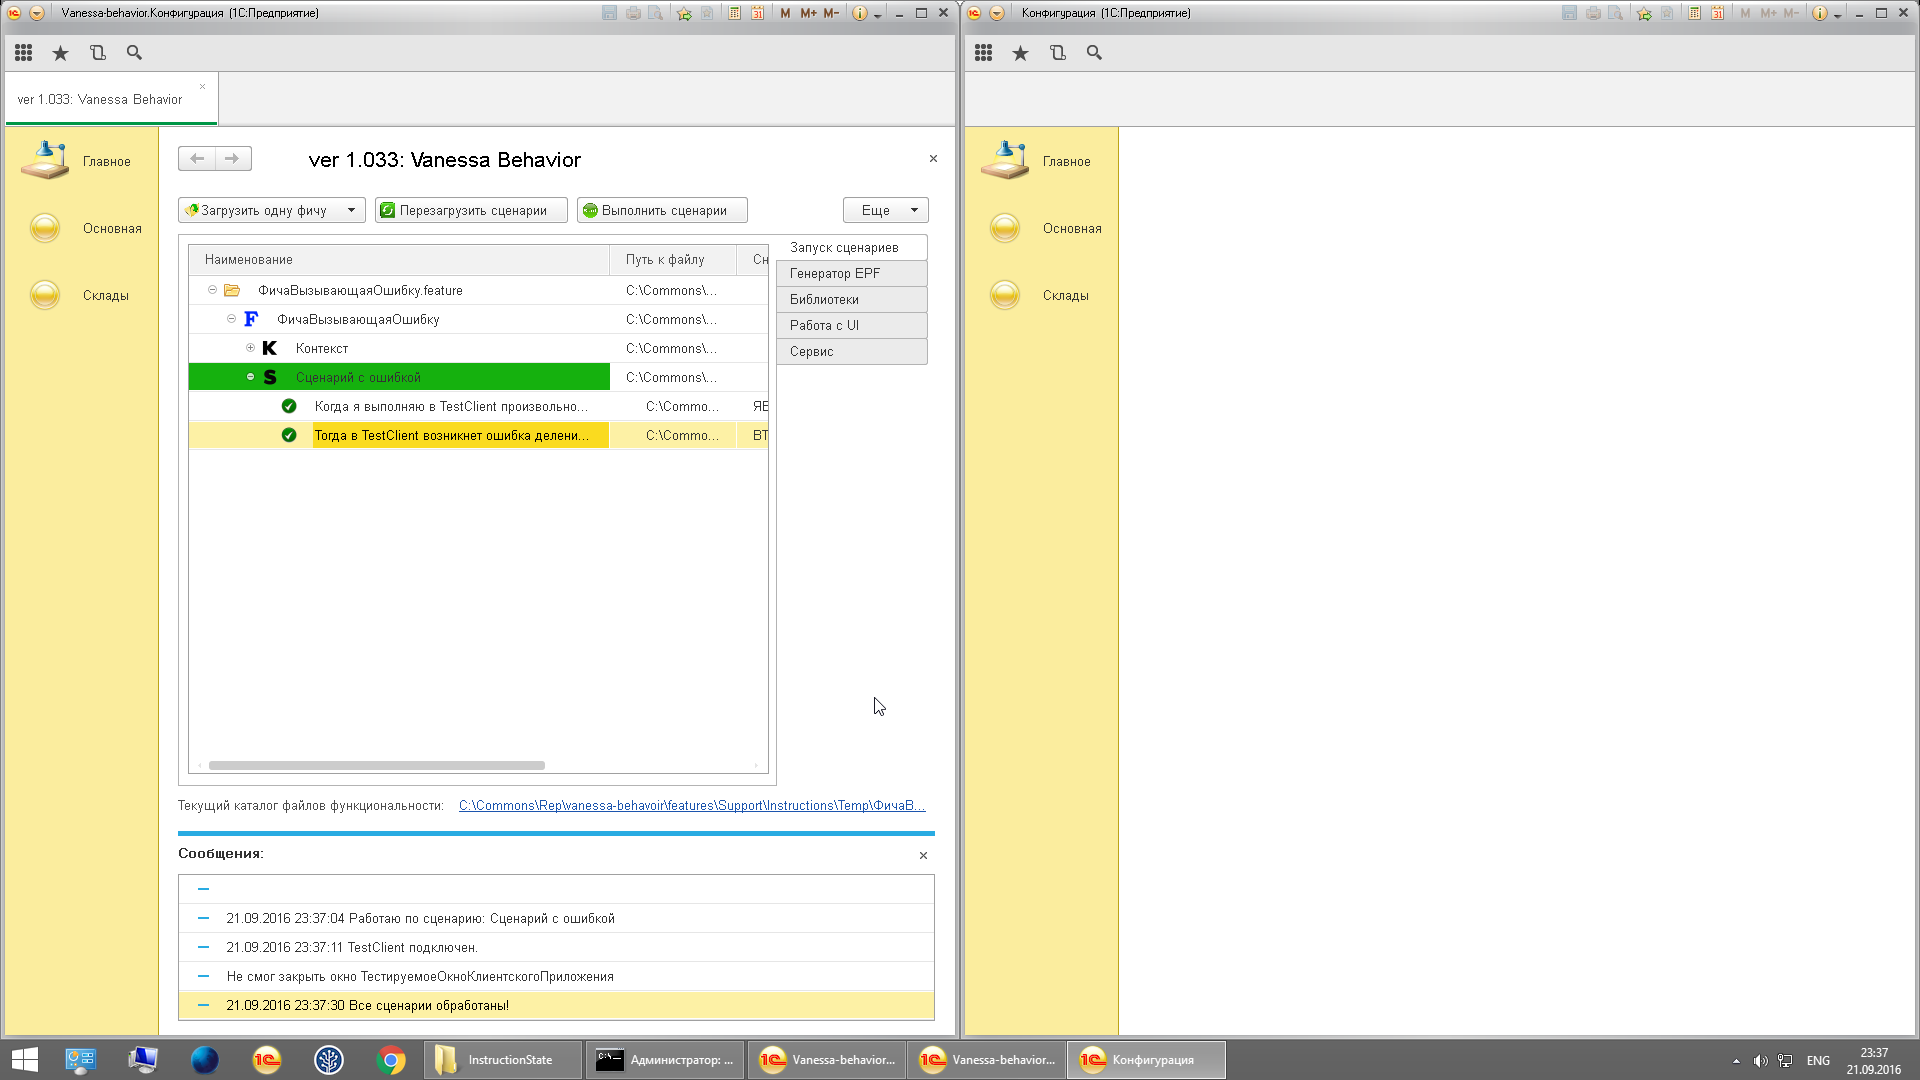 Vanessa-behavior.Конфигурация (1С:Предприятие)
31 M M+ M-
Конфигурация (1С:Предприятие)
31 M M+ M-
ver 1.033: Vanessa Behavior
Главное
Основная
Склады
ver 1.033: Vanessa Behavior
Загрузить одну фичу
Перезагрузить сценарии
Выполнить сценарии
Еще
Наименование Путь к файлу Сн
ФичаВызывающаяОшибку.feature C:\Commons\...
F ФичаВызывающаяОшибку C:\Commons\...
K Контекст C:\Commons\...
S Сценарий с ошибкой C:\Commons\...
Когда я выполняю в TestClient произвольно... C:\Commo... ЯВ
Тогда в TestClient возникнет ошибка делени... C:\Commo... ВТ
Запуск сценариев
Генератор EPF
Библиотеки
Работа с UI
Сервис
Текущий каталог файлов функциональности: C:\Commons\Rep\vanessa-behavoir\features\Support\Instructions\Temp\ФичаВ...
Сообщения:
21.09.2016 23:37:04 Работаю по сценарию: Сценарий с ошибкой
21.09.2016 23:37:11 TestClient подключен.
Не смог закрыть окно ТестируемоеОкноКлиентскогоПриложения
21.09.2016 23:37:30 Все сценарии обработаны!
Главное
Основная
Склады
InstructionState
Администратор: ...
Vanessa-behavior...
Vanessa-behavior...
Конфигурация
ENG
23:37
21.09.2016